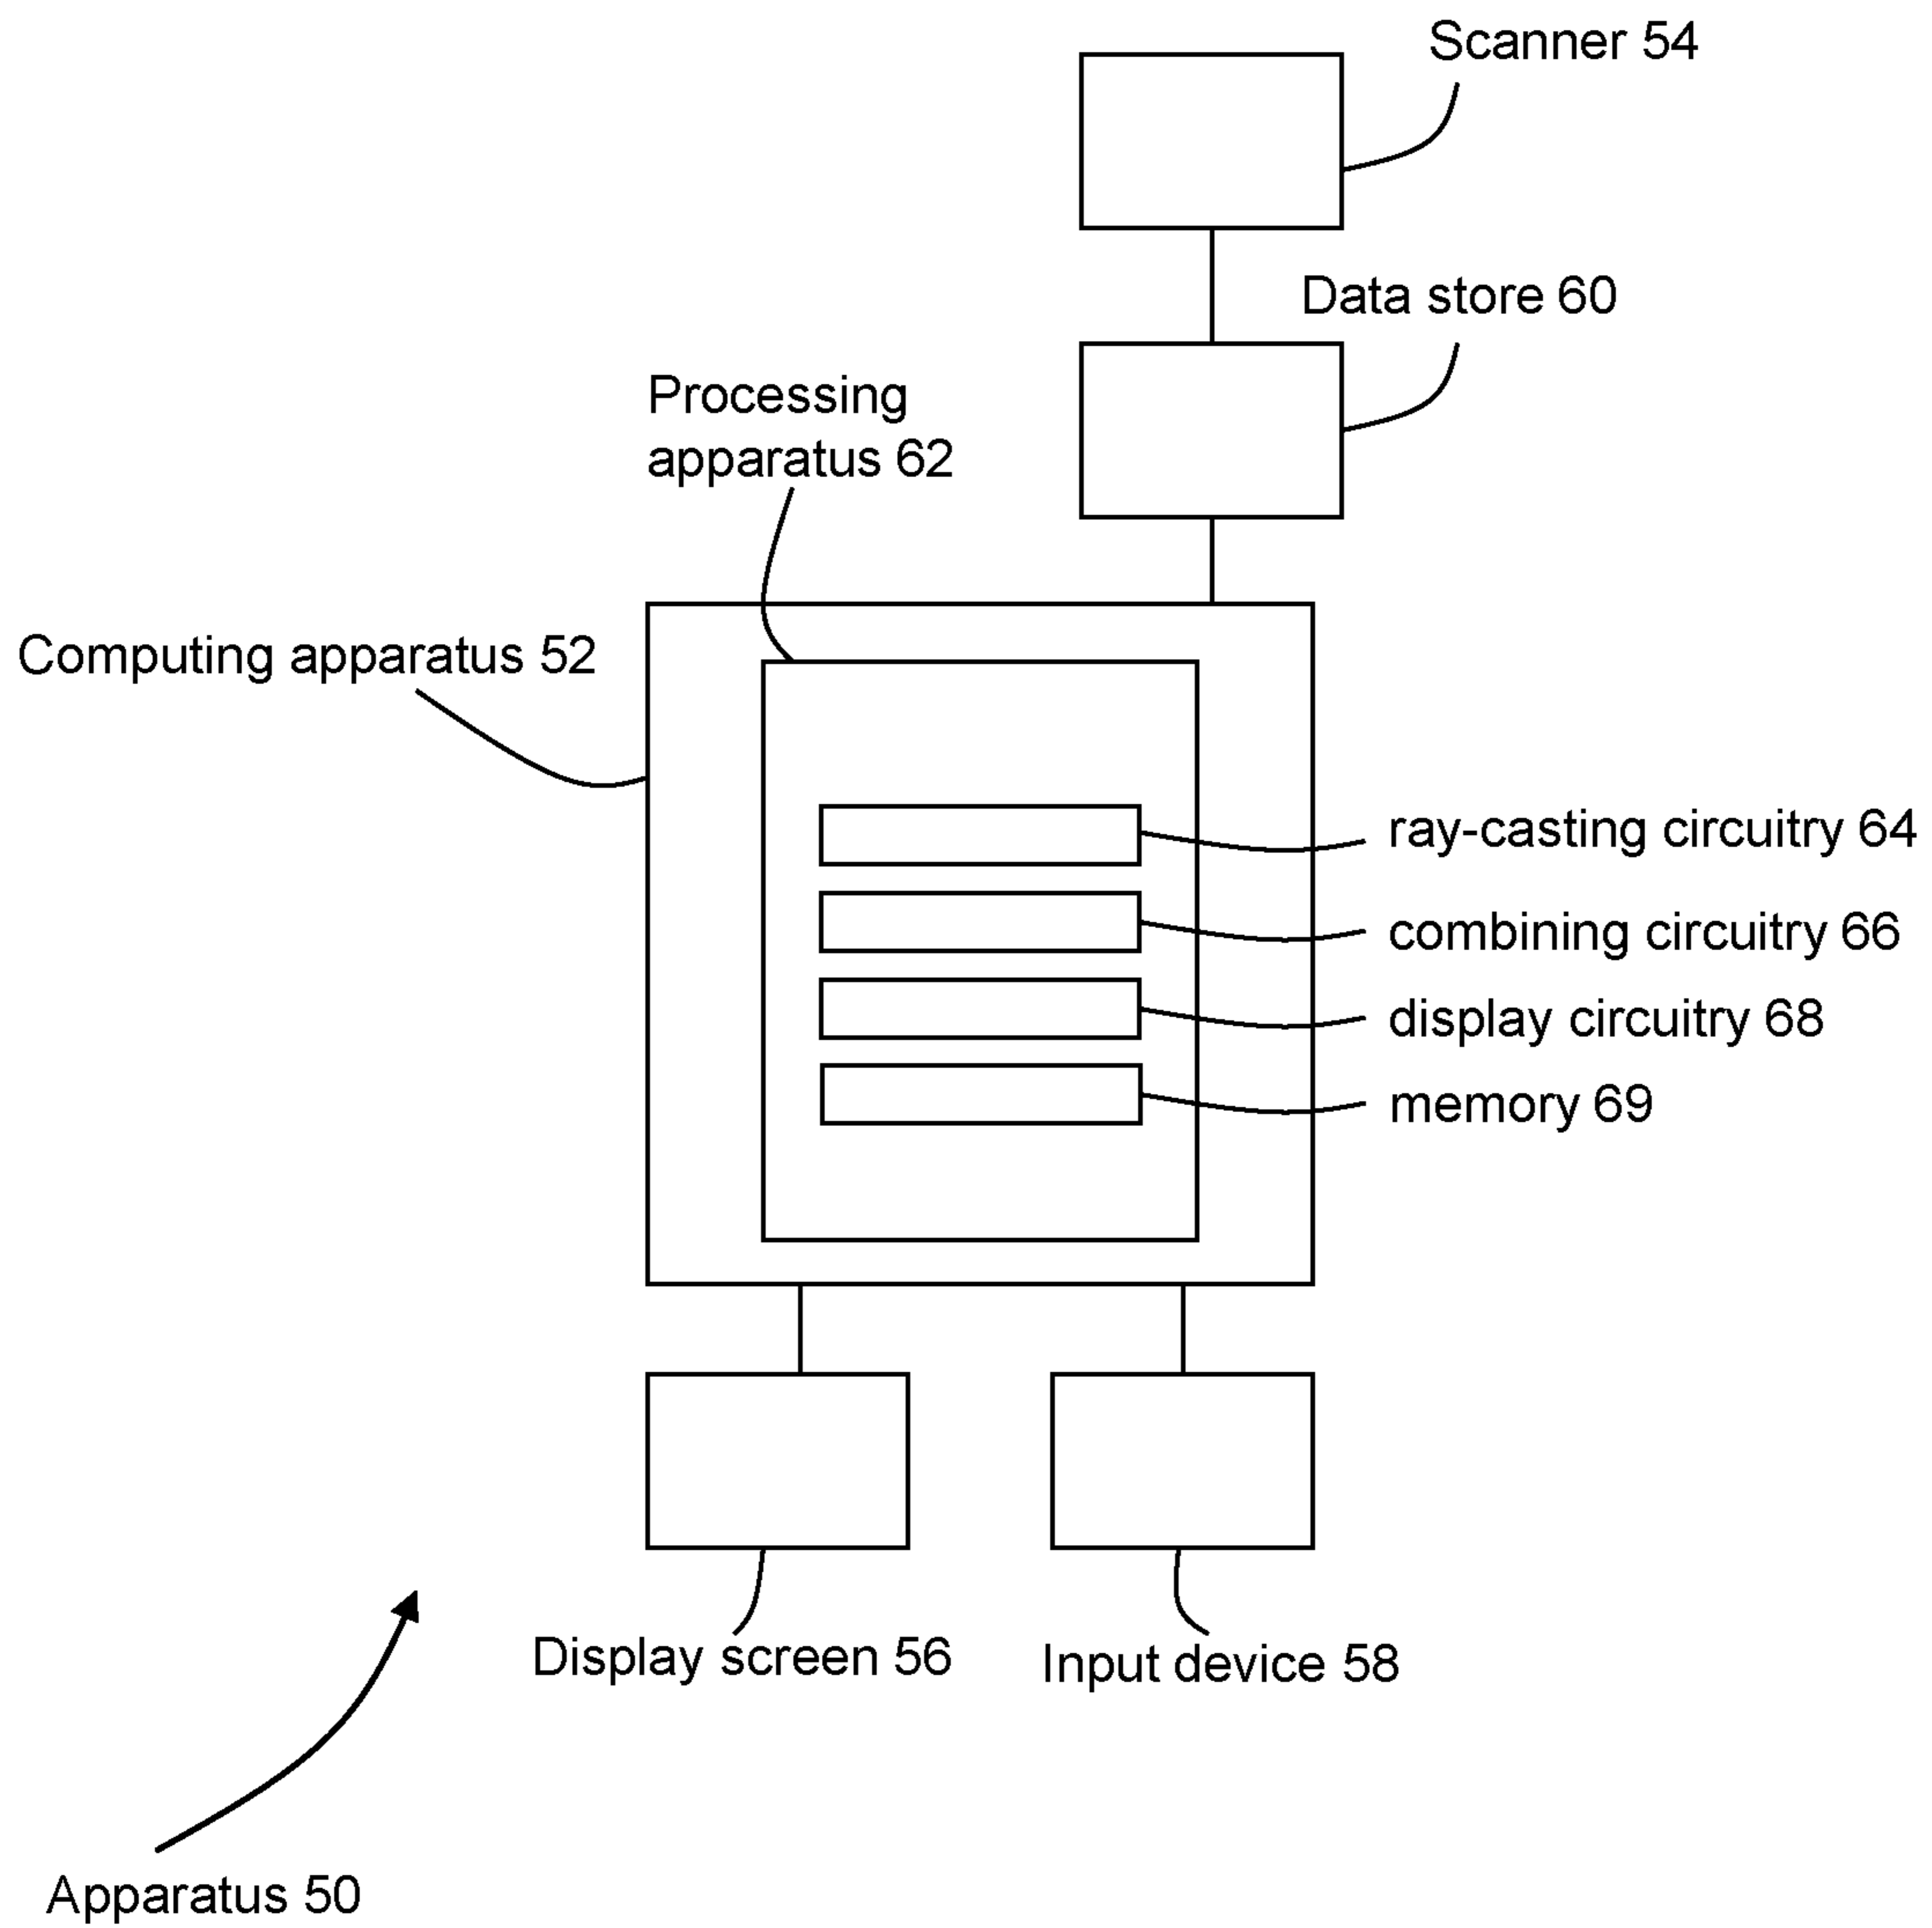 Scanner 54
Data store 60
Processing
apparatus 62
Computing apparatus 52
ray-casting circuitry 64
combining circuitry 66
display circuitry 68
memory 69
Display screen 56
Input device 58
Apparatus 50